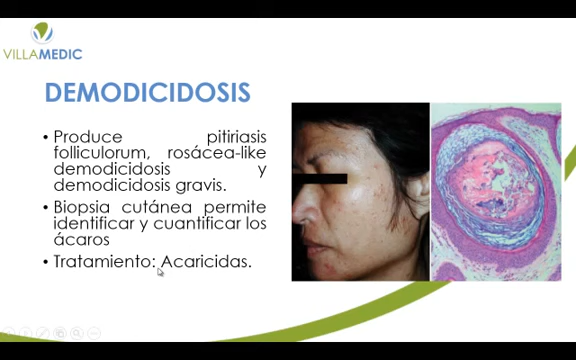 VILLAMEDIC
DEMODICIDOSIS
• Produce pitiriasis
folliculorum, rosácea-like
demodicidosis y
demodicidosis gravis.
• Biopsia cutánea permite
identificar y cuantificar los
ácaros
• Tratamiento: Acaricidas.